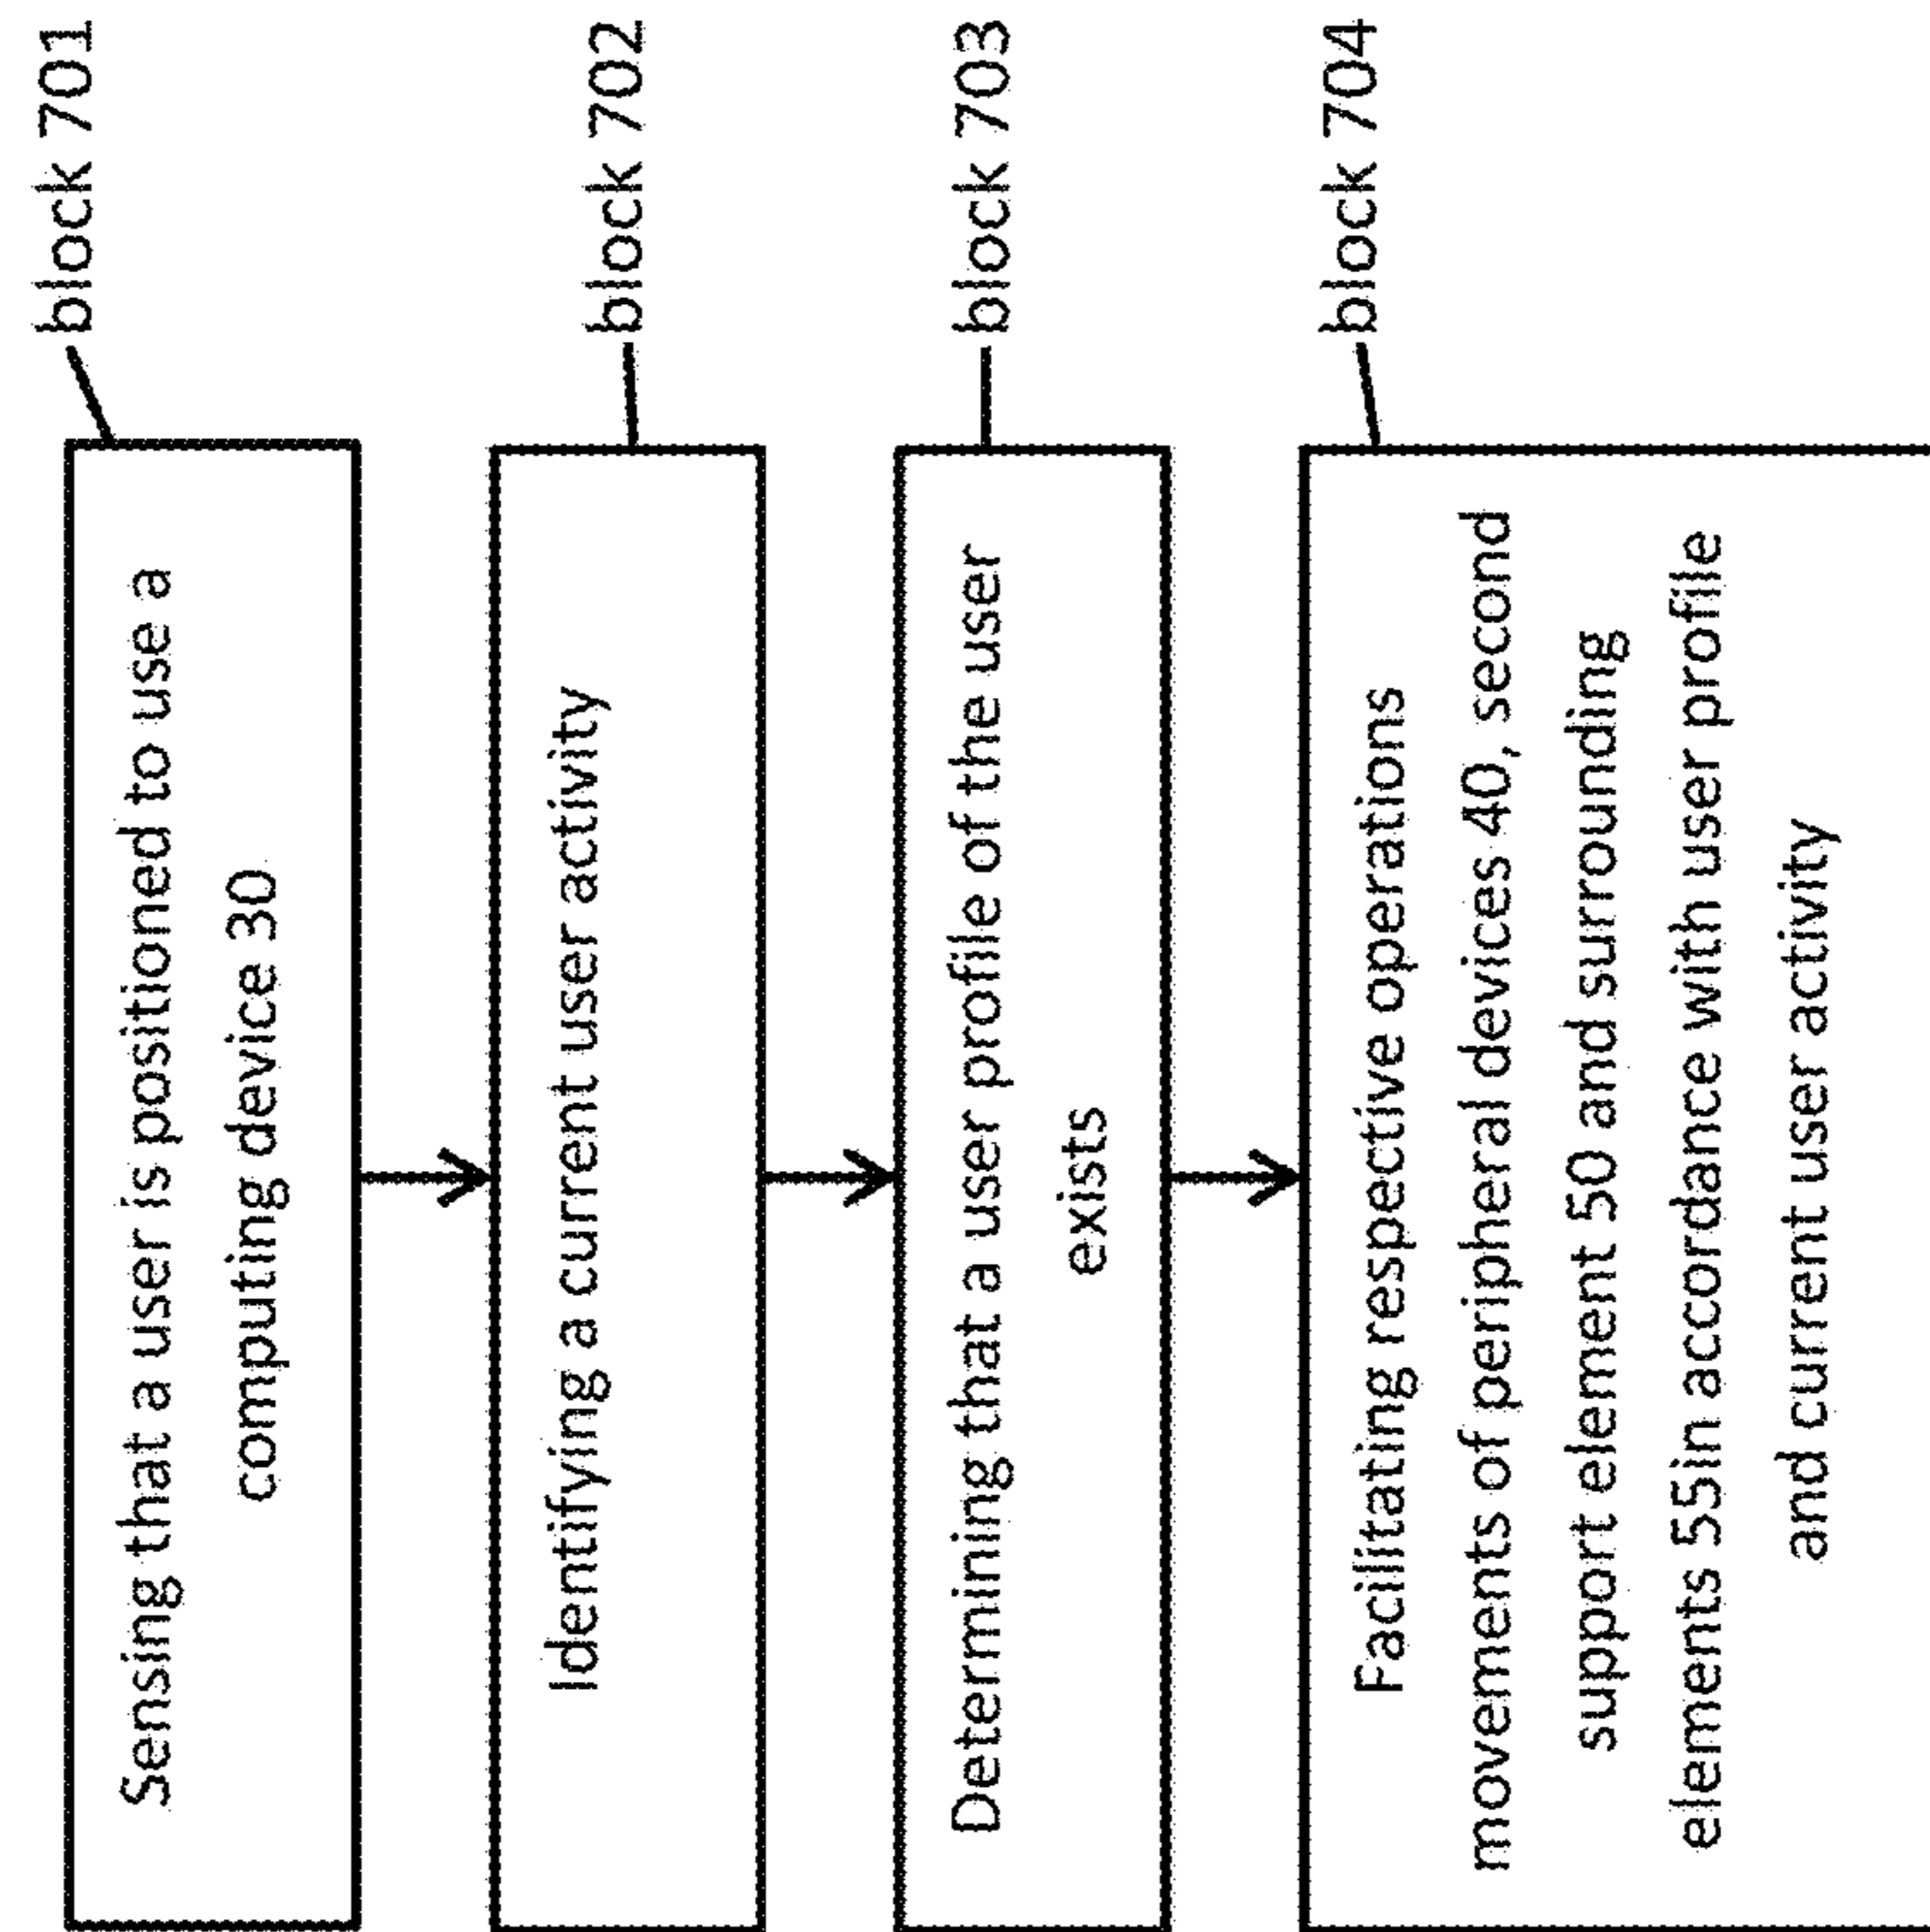 Sensing that a user is positioned to use a
computing device 30
block 701
Identifying a current user activity
block 702
Determining that a user profile of the user
exists
block 703
Facilitating respective operations
movements of peripheral devices 40, second
support element 50 and surrounding
elements 55in accordance with user profile
and current user activity
block 704